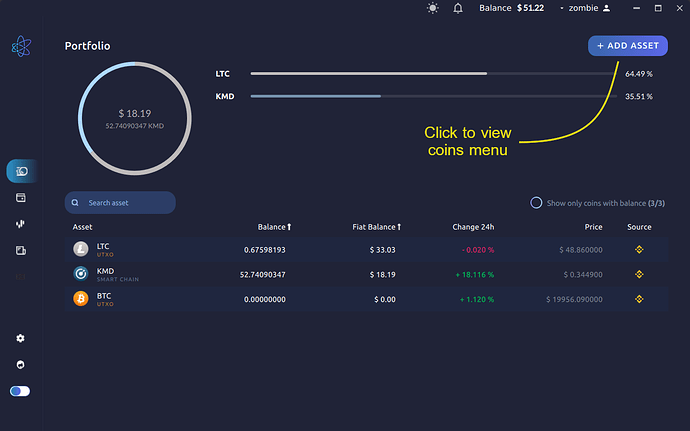 Balance $ 51.22 zombie
Portfolio
+ ADD ASSET
LTC 64.49 %
KMD 35.51 %
$ 18.19
52.74090347 KMD
Click to view
coins menu
Search asset
Show only coins with balance (3/3)
Asset Balance Fiat Balance Change 24h Price Source
LTC
UTXO
0.67598193 $ 33.03 - 0.020 % $ 48.860000
KMD
SMART CHAIN
52.74090347 $ 18.19 + 18.116 % $ 0.344900
BTC
UTXO
0.00000000 $ 0.00 + 1.120 % $ 19956.090000